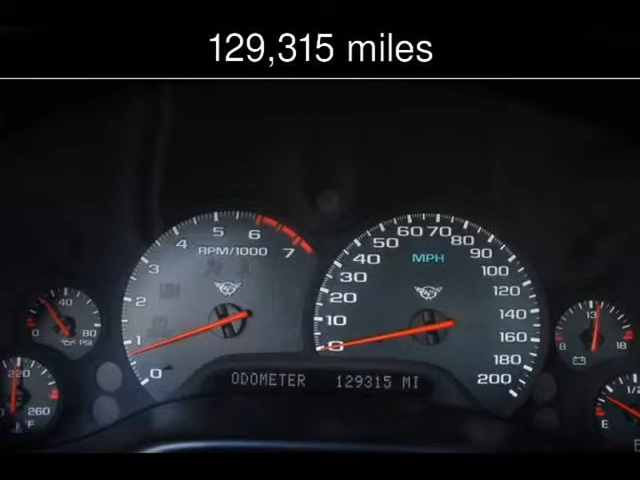 129,315 miles
0 1 2 3 4 5 6 7
RPM/1000
0 10 20 30 40 50 60 70 80 90 100 120 140 160 180 200
MPH
0 40 80
PSI
220 260
F
8 13 18
1/2
E
ODOMETER 129315 MI